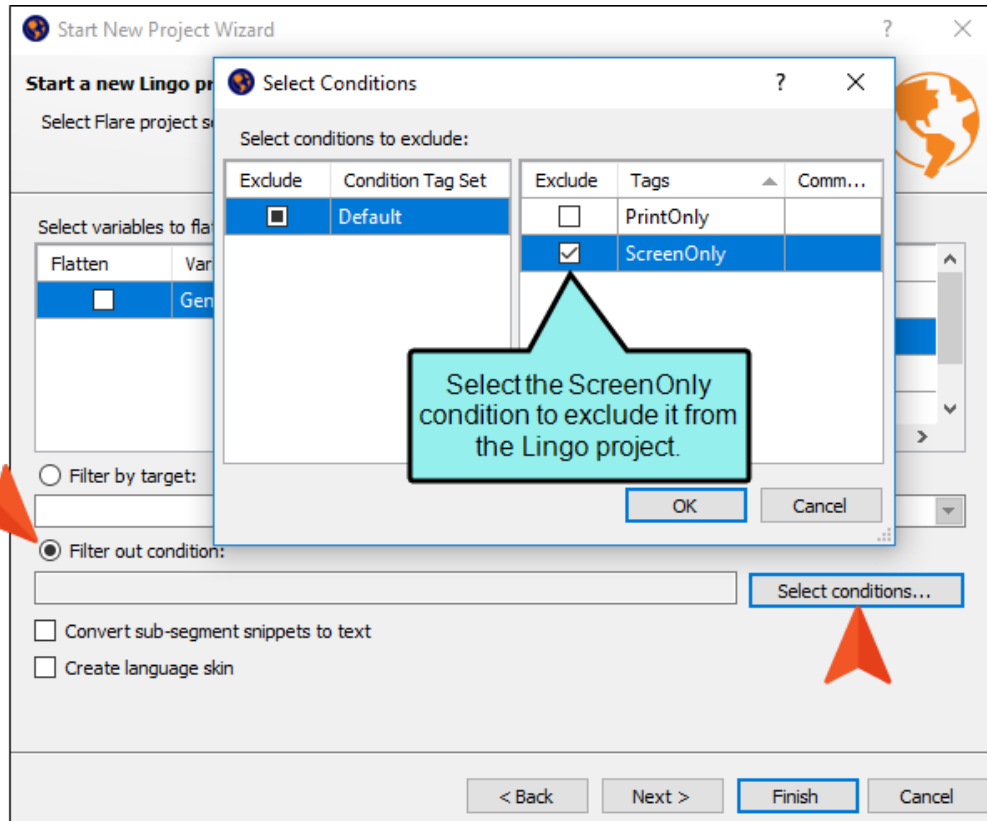 Start New Project Wizard
?
Start a new Lingo pr
Select Flare project s
Select Conditions
?
Select conditions to exclude:
Exclude Condition Tag Set
Default
Exclude Tags Comm...
PrintOnly
ScreenOnly
Select variables to fla
Flatten Var
Gen
Select the ScreenOnly
condition to exclude it from
the Lingo project.
OK Cancel
Filter by target:
Filter out condition:
Select conditions...
Convert sub-segment snippets to text
Create language skin
< Back Next > Finish Cancel